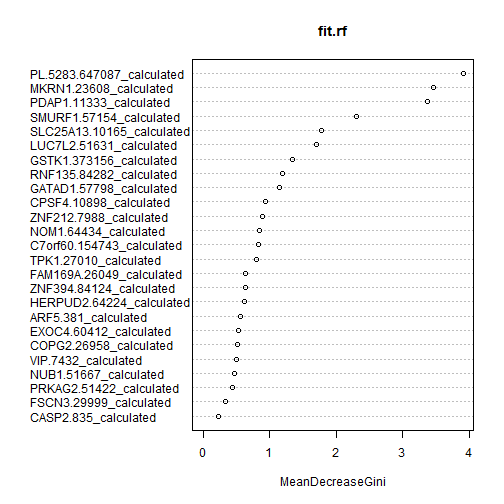 fit.rf
PL.5283.647087_calculated
MKRN1.23608_calculated
PDAP1.11333_calculated
SMURF1.57154_calculated
SLC25A13.10165_calculated
LUC7L2.51631_calculated
GSTK1.373156_calculated
RNF135.84282_calculated
GATAD1.57798_calculated
CPSF4.10898_calculated
ZNF212.7988_calculated
NOM1.64434_calculated
C7orf60.154743_calculated
TPK1.27010_calculated
FAM169A.26049_calculated
ZNF394.84124_calculated
HERPUD2.64224_calculated
ARF5.381_calculated
EXOC4.60412_calculated
COPG2.26958_calculated
VIP.7432_calculated
NUB1.51667_calculated
PRKAG2.51422_calculated
FSCN3.29999_calculated
CASP2.835_calculated
0 1 2 3 4
MeanDecreaseGini